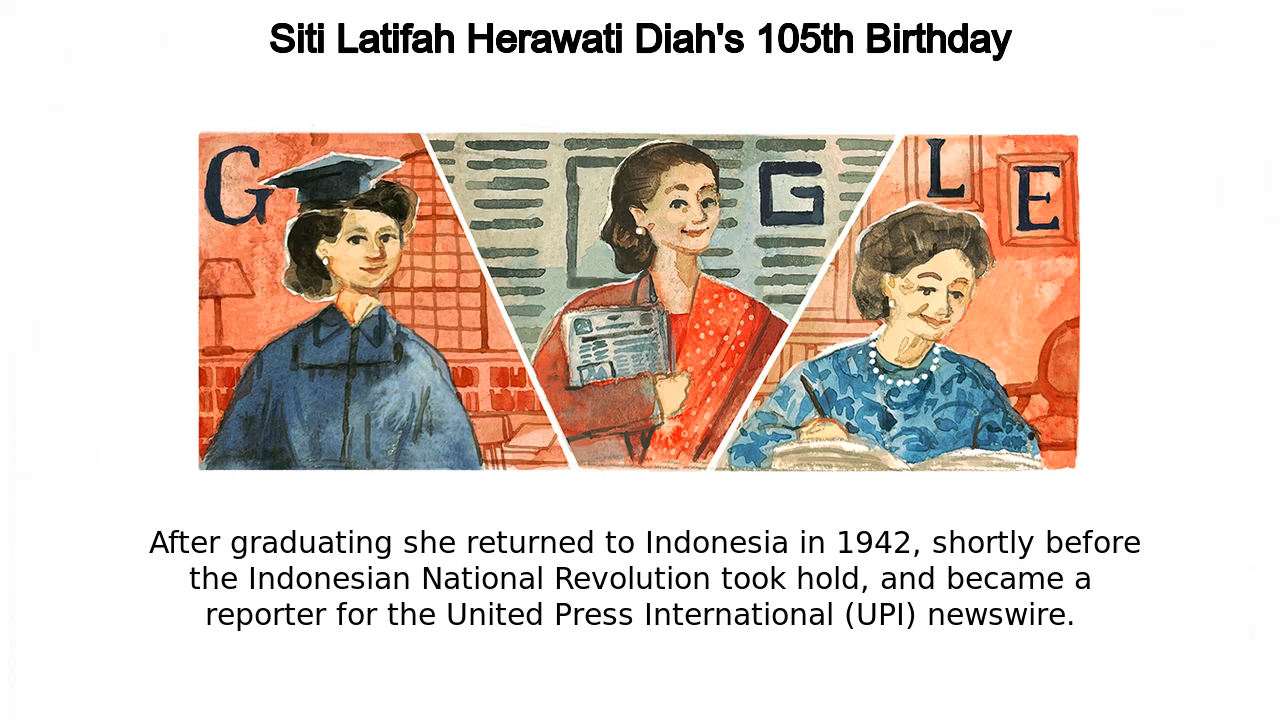 Siti Latifah Herawati Diah's 105th Birthday
G G L E
After graduating she returned to Indonesia in 1942, shortly before
the Indonesian National Revolution took hold, and became a
reporter for the United Press International (UPI) newswire.